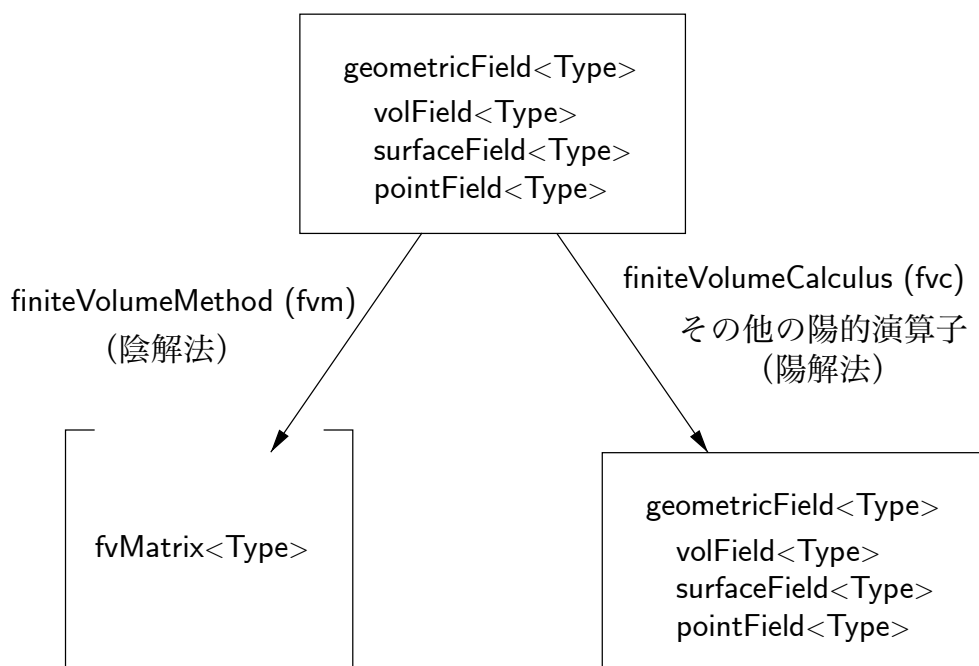 geometricField<Type>
volField<Type>
surfaceField<Type>
pointField<Type>
finiteVolumeMethod (fvm)
（陰解法）
finiteVolumeCalculus (fvc)
その他の陽的演算子
（陽解法）
fvMatrix<Type>
geometricField<Type>
volField<Type>
surfaceField<Type>
pointField<Type>